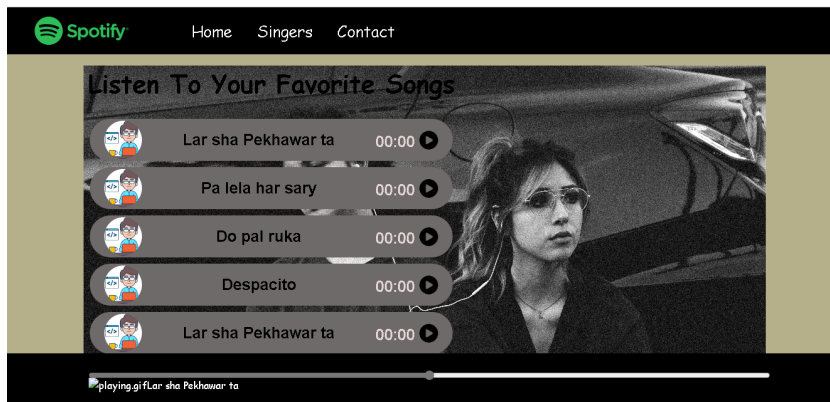 Spotify
Home Singers Contact
Listen To Your Favorite Songs
</> Lar sha Pekhawar ta 00:00
</> Pa lela har sary 00:00
</> Do pal ruka 00:00
</> Despacito 00:00
</> Lar sha Pekhawar ta 00:00
playing.gifLar sha Pekhawar ta